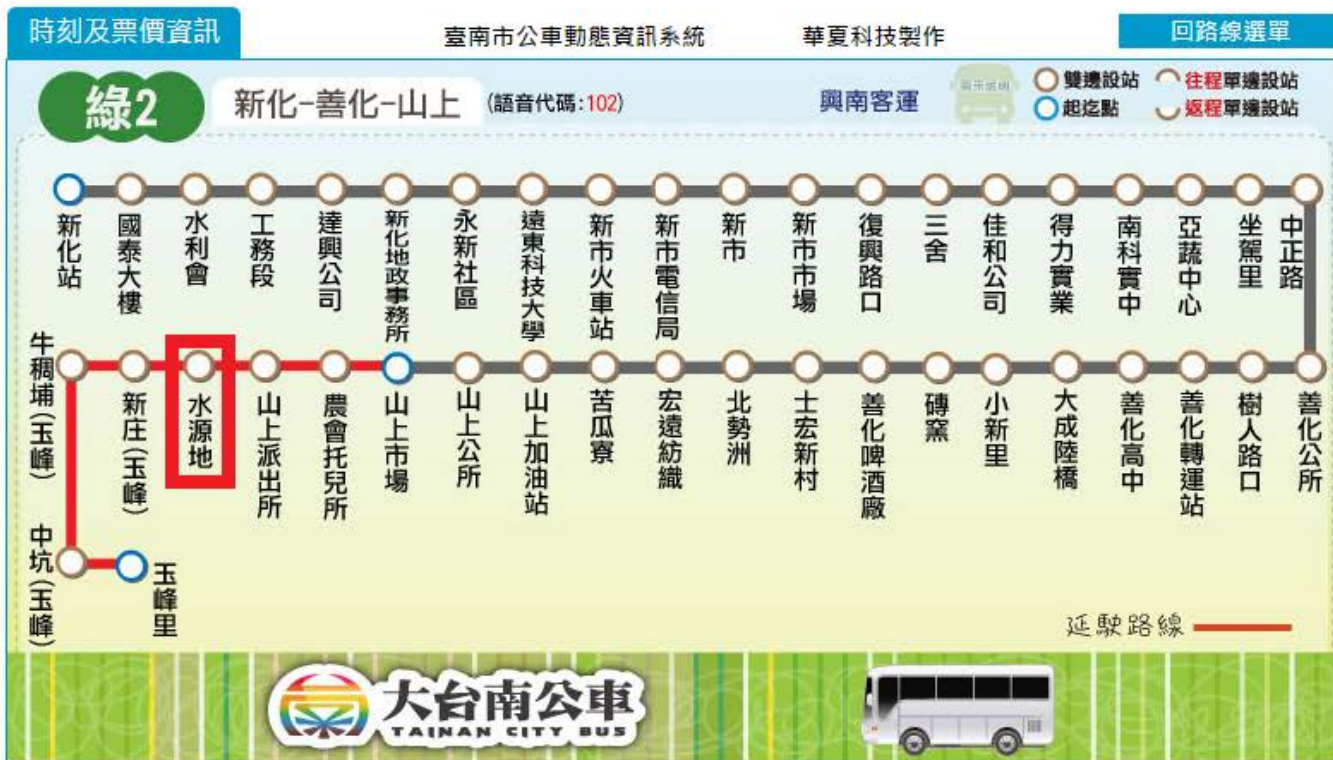 時刻及票價資訊
臺南市公車動態資訊系統
華夏科技製作
回路線選單
綠2
新化-善化-山上
(語音代碼:102)
興南客運
雙邊設站
往程單邊設站
起迄點
返程單邊設站
新化站
國泰大樓
水利會
工務段
達興公司
新化地政事務所
永新社區
遠東科技大學
新市火車站
新市電信局
新市
新市市場
復興路口
三舍
佳和公司
得力實業
南科實中
亞蔬中心
坐駕里
中正路
牛稠埔(玉峰)
新庄(玉峰)
水源地
山上派出所
農會托兒所
山上市場
山上公所
山上加油站
苦瓜寮
宏遠紡織
北勢洲
士宏新村
善化啤酒廠
磚窯
小新里
大成陸橋
善化高中
善化轉運站
樹人路口
善化公所
中坑(玉峰)
玉峰里
延駛路線
大台南公車
TAINAN CITY BUS